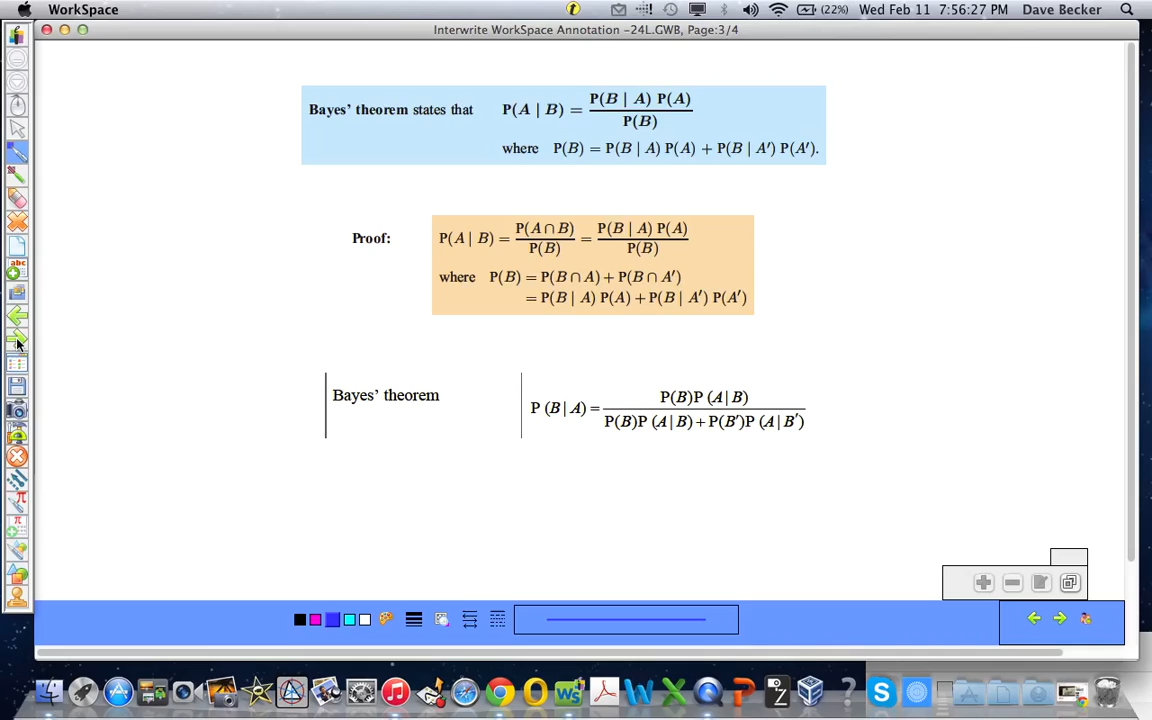 WorkSpace
(22%) Wed Feb 11 7:56:27 PM Dave Becker
Interwrite WorkSpace Annotation -24L.GWB, Page:3/4
Bayes' theorem states that P(A | B) = P(B | A) P(A) / P(B)
where P(B) = P(B | A) P(A) + P(B | A′) P(A′).
Proof: P(A | B) = P(A ∩ B) / P(B) = P(B | A) P(A) / P(B)
where P(B) = P(B ∩ A) + P(B ∩ A′)
= P(B | A) P(A) + P(B | A′) P(A′)
Bayes' theorem P (B | A) = P(B)P (A | B) / P(B)P (A | B) + P(B′)P (A | B′)